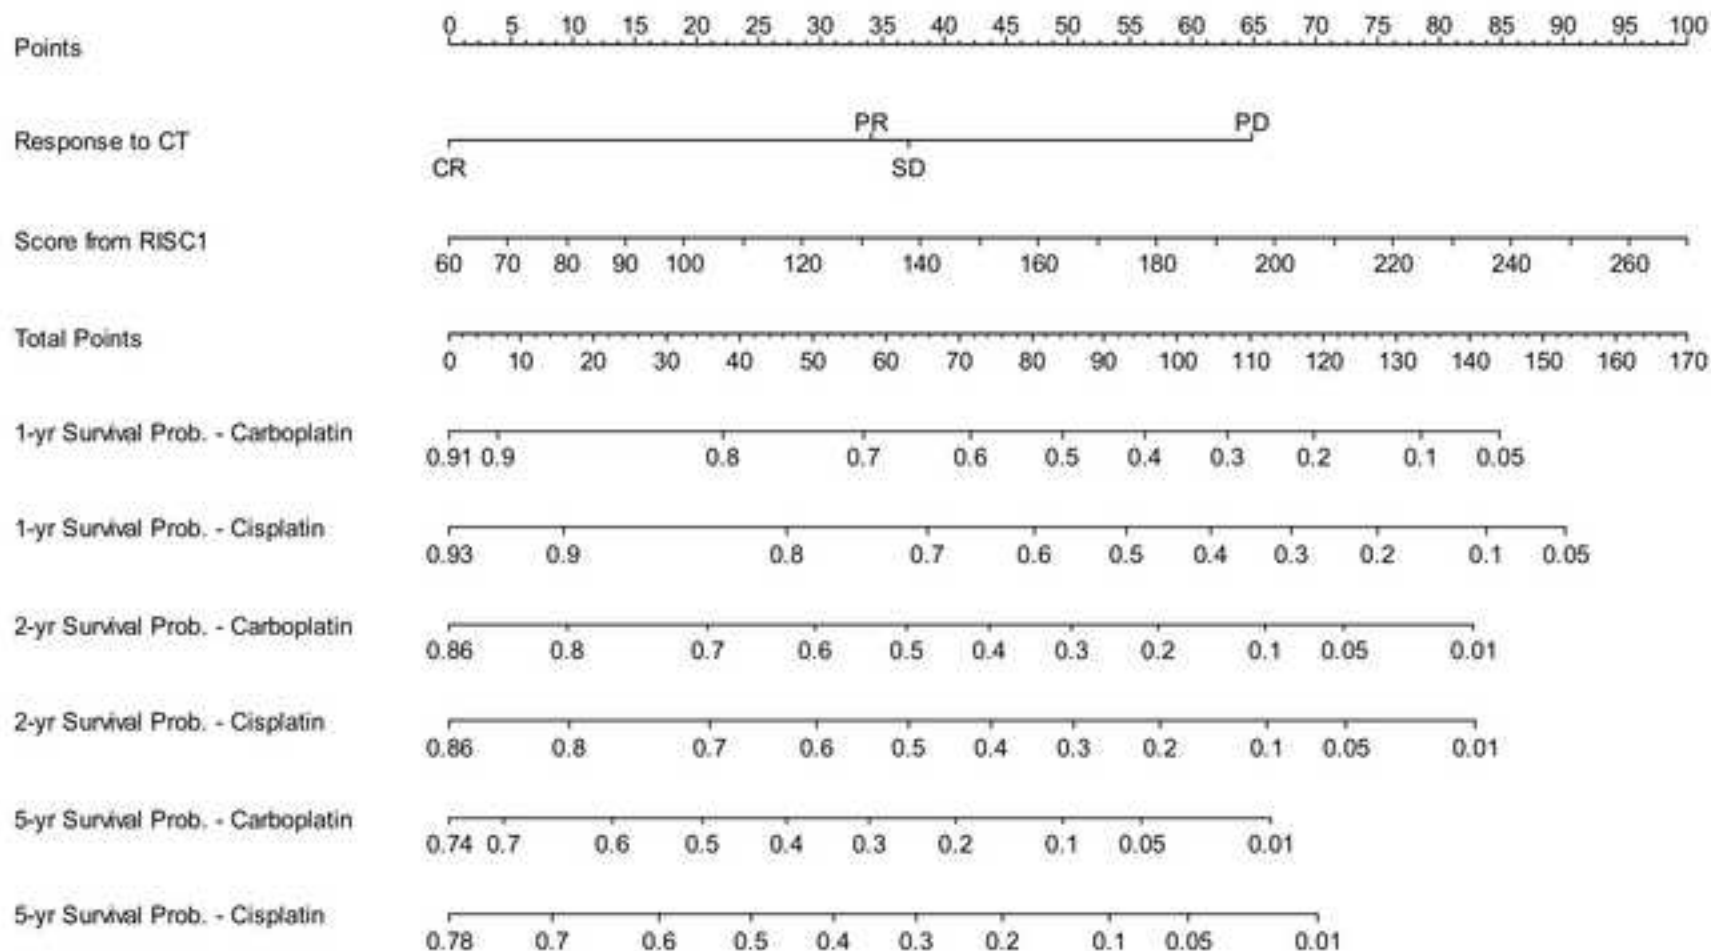 0 5 10 15 20 25 30 35 40 45 50 55 60 65 70 75 80 85 90 95 100
Points
PR PD
Response to CT
CR SD
Score from RISC1
60 70 80 90 100 120 140 160 180 200 220 240 260
Total Points
0 10 20 30 40 50 60 70 80 90 100 110 120 130 140 150 160 170
1-yr Survival Prob. - Carboplatin
0.91 0.9 0.8 0.7 0.6 0.5 0.4 0.3 0.2 0.1 0.05
1-yr Survival Prob. - Cisplatin
0.93 0.9 0.8 0.7 0.6 0.5 0.4 0.3 0.2 0.1 0.05
2-yr Survival Prob. - Carboplatin
0.86 0.8 0.7 0.6 0.5 0.4 0.3 0.2 0.1 0.05 0.01
2-yr Survival Prob. - Cisplatin
0.86 0.8 0.7 0.6 0.5 0.4 0.3 0.2 0.1 0.05 0.01
5-yr Survival Prob. - Carboplatin
0.74 0.7 0.6 0.5 0.4 0.3 0.2 0.1 0.05 0.01
5-yr Survival Prob. - Cisplatin
0.78 0.7 0.6 0.5 0.4 0.3 0.2 0.1 0.05 0.01